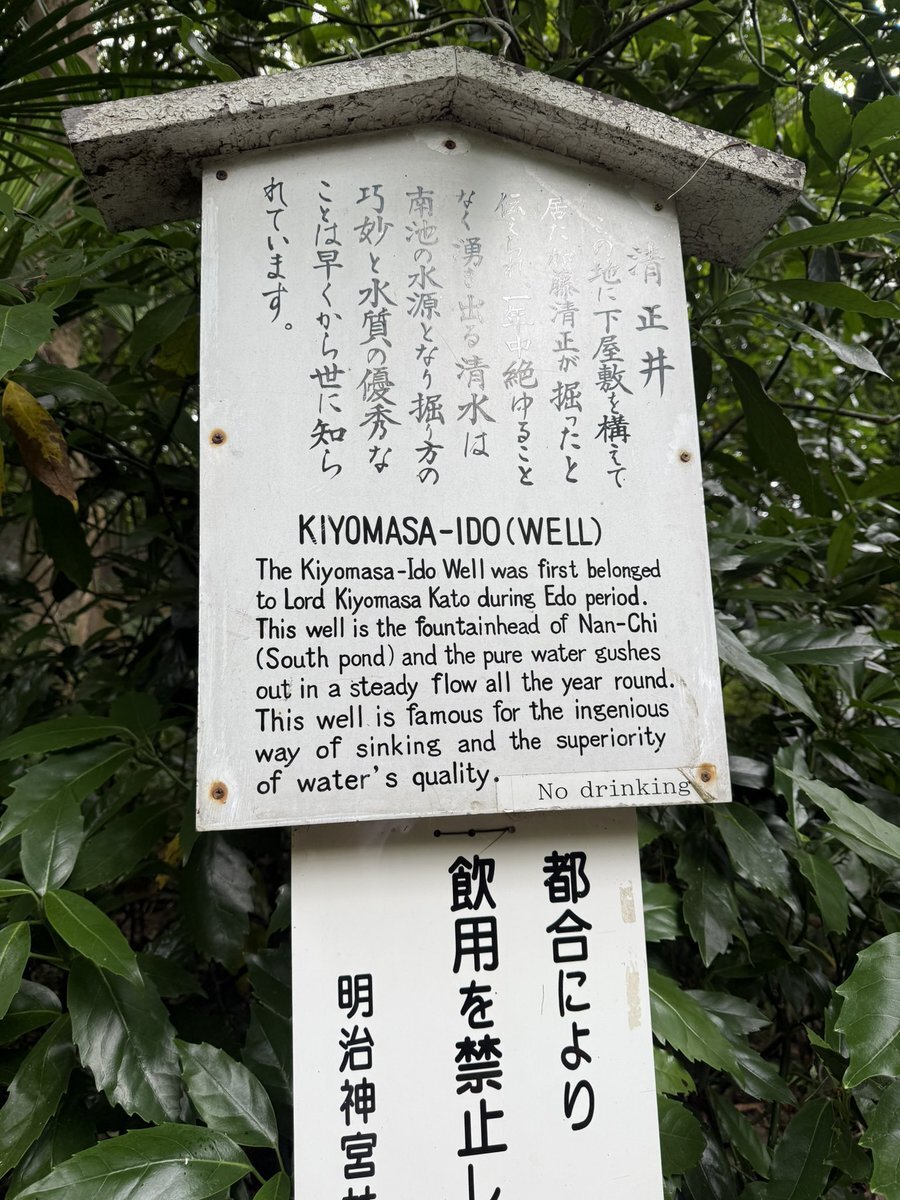 清正井
の地に下屋敷を構えて
居た加藤清正が掘ったと
伝えられ、一年中絶ゆること
なく湧き出る清水は
南池の水源となり掘り方の
巧妙と水質の優秀な
ことは早くから世に知ら
れています。
KIYOMASA-IDO(WELL)
The Kiyomasa-Ido Well was first belonged
to Lord Kiyomasa Kato during Edo period.
This well is the fountainhead of Nan-Chi
(South pond) and the pure water gushes
out in a steady flow all the year round.
This well is famous for the ingenious
way of sinking and the superiority
of water's quality.
No drinking
都合により
飲用を禁止し
明治神宮